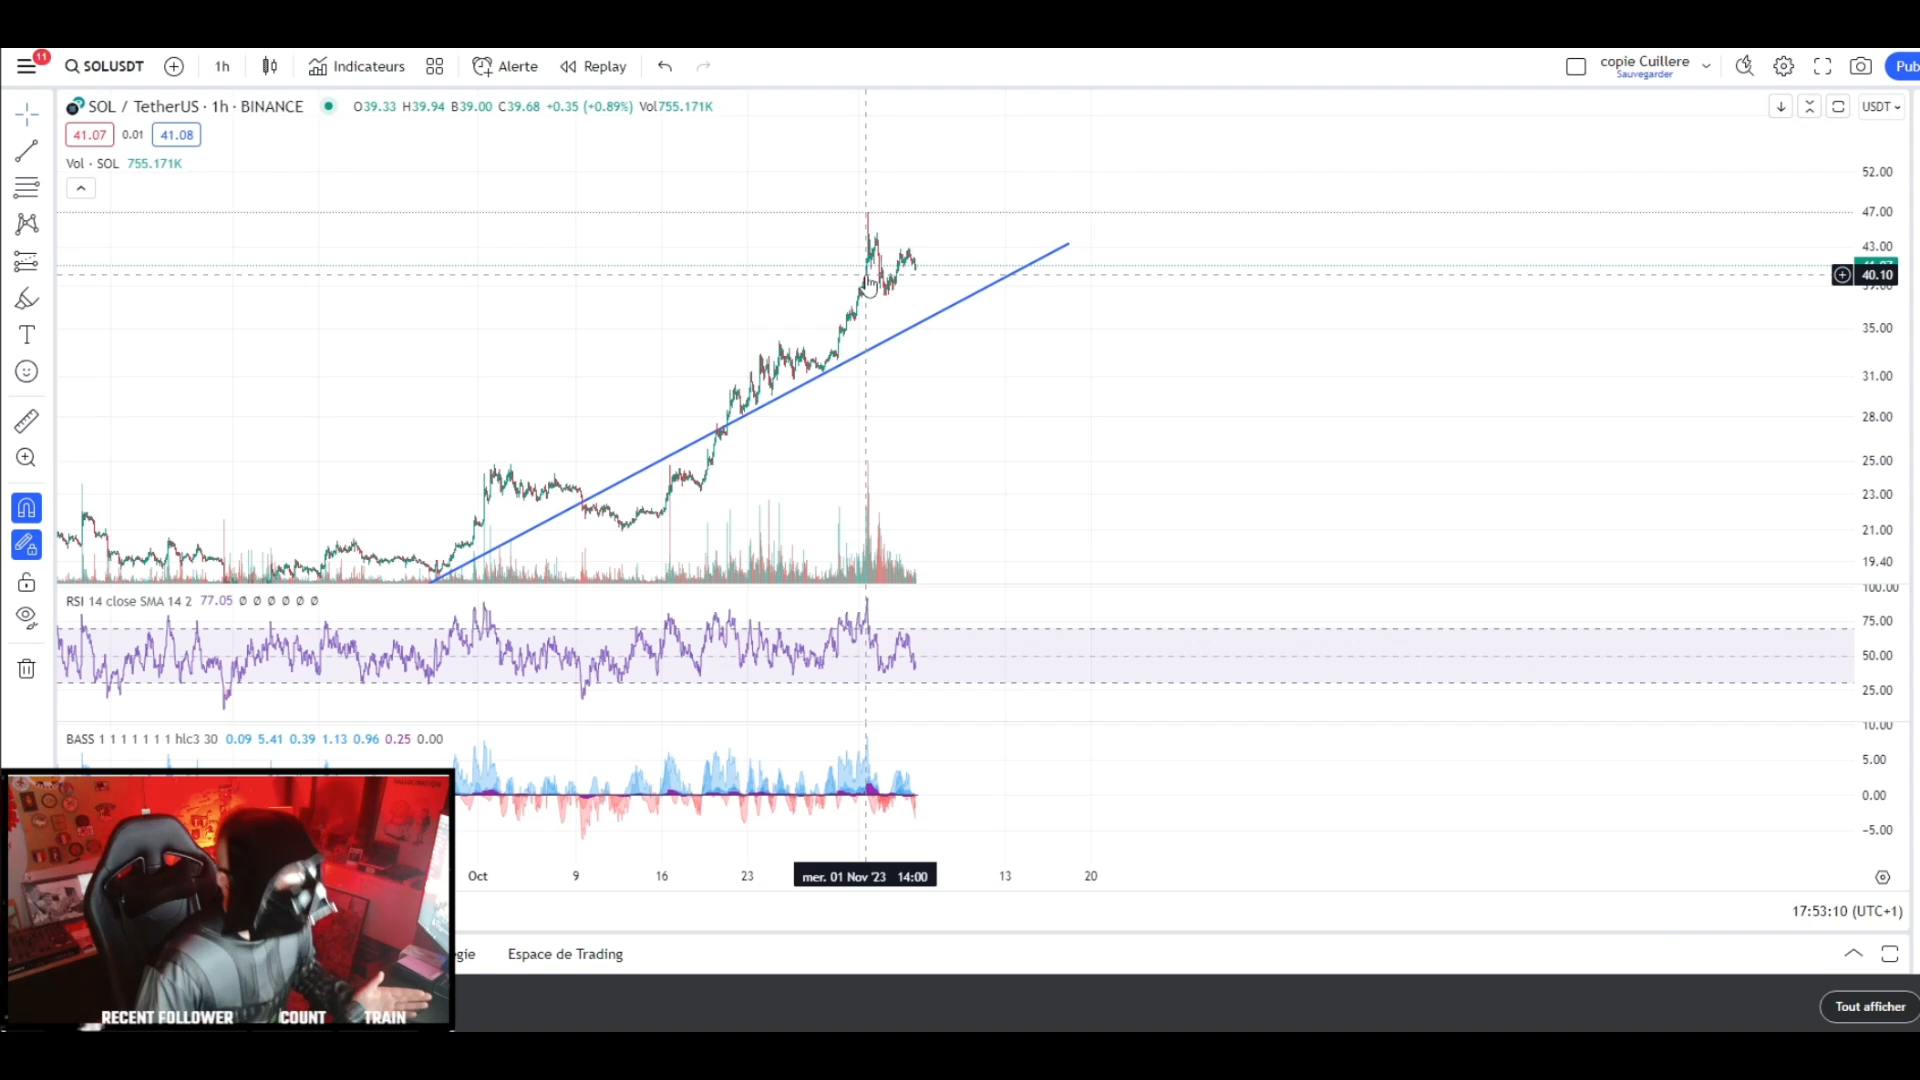 11
SOLUSDT 1h Indicateurs Alerte Replay copie Cuillere Pub
Sauvegarder
SOL / TetherUS · 1h · BINANCE O39.33 H39.94 B39.00 C39.68 +0.35 (+0.89%) Vol755.171K USDT
41.07 0.01 41.08
Vol · SOL 755.171K
52.00
47.00
43.00
40.10
35.00
31.00
28.00
25.00
23.00
21.00
19.40
RSI 14 close SMA 14 2 77.05 Ø Ø Ø Ø Ø Ø
100.00
75.00
50.00
25.00
BASS 1 1 1 1 1 1 1 hlc3 30 0.09 5.41 0.39 1.13 0.96 0.25 0.00
10.00
5.00
0.00
−5.00
Oct 9 16 23 mer. 01 Nov '23 14:00 13 20
17:53:10 (UTC+1)
gie Espace de Trading
Tout afficher
RECENT FOLLOWER COUNT TRAIN